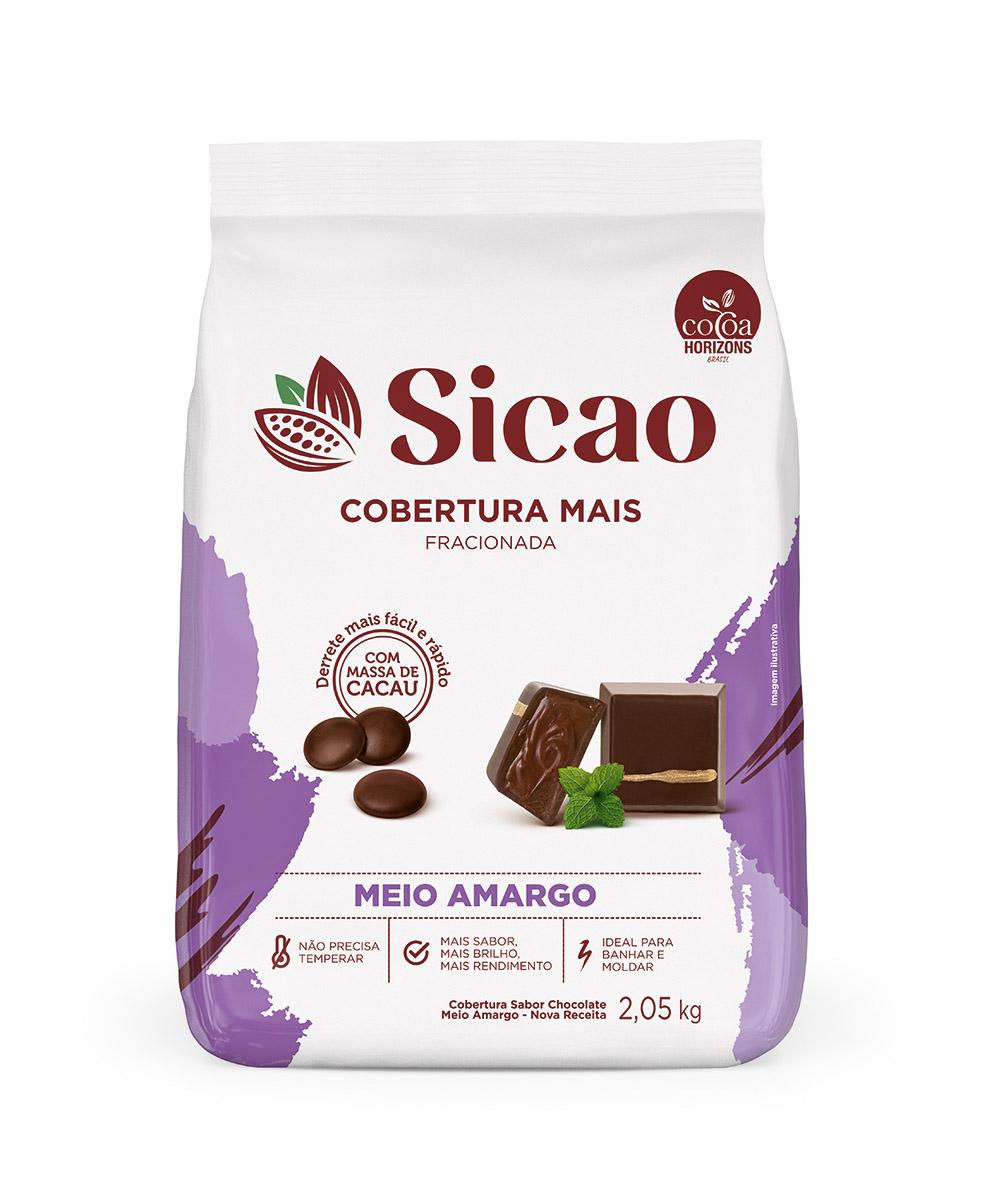 cocoa
HORIZONS
BRASIL
Sicao
COBERTURA MAIS
FRACIONADA
Derrete mais fácil e rápido
COM
MASSA DE
CACAU
Imagem ilustrativa
MEIO AMARGO
NÃO PRECISA
TEMPERAR
MAIS SABOR,
MAIS BRILHO,
MAIS RENDIMENTO
IDEAL PARA
BANHAR E
MOLDAR
Cobertura Sabor Chocolate
Meio Amargo - Nova Receita
2,05 kg